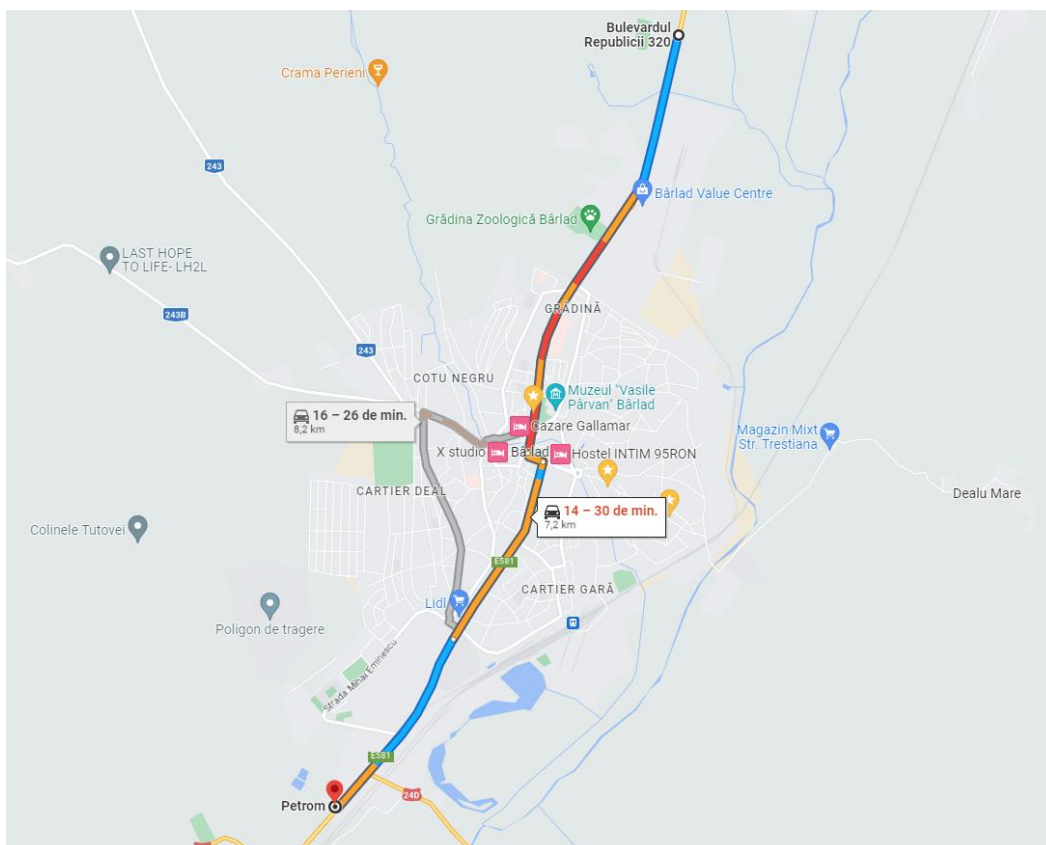 Bulevardul
Republicii 320
Crama Perieni
243
Bârlad Value Centre
Grădina Zoologică Bârlad
LAST HOPE
TO LIFE- LH2L
243B
GRĂDINĂ
243
COTU NEGRU
Muzeul "Vasile
Pârvan" Bârlad
16 – 26 de min.
8,2 km
Cazare Gallamar
Magazin Mixt
Str. Trestiana
X studio
Bârlad
Hostel INTIM 95RON
CARTIER DEAL
Dealu Mare
14 – 30 de min.
7,2 km
Colinele Tutovei
E581
CARTIER GARĂ
Lidl
Poligon de tragere
Strada Mihai Eminescu
E581
24D
Petrom